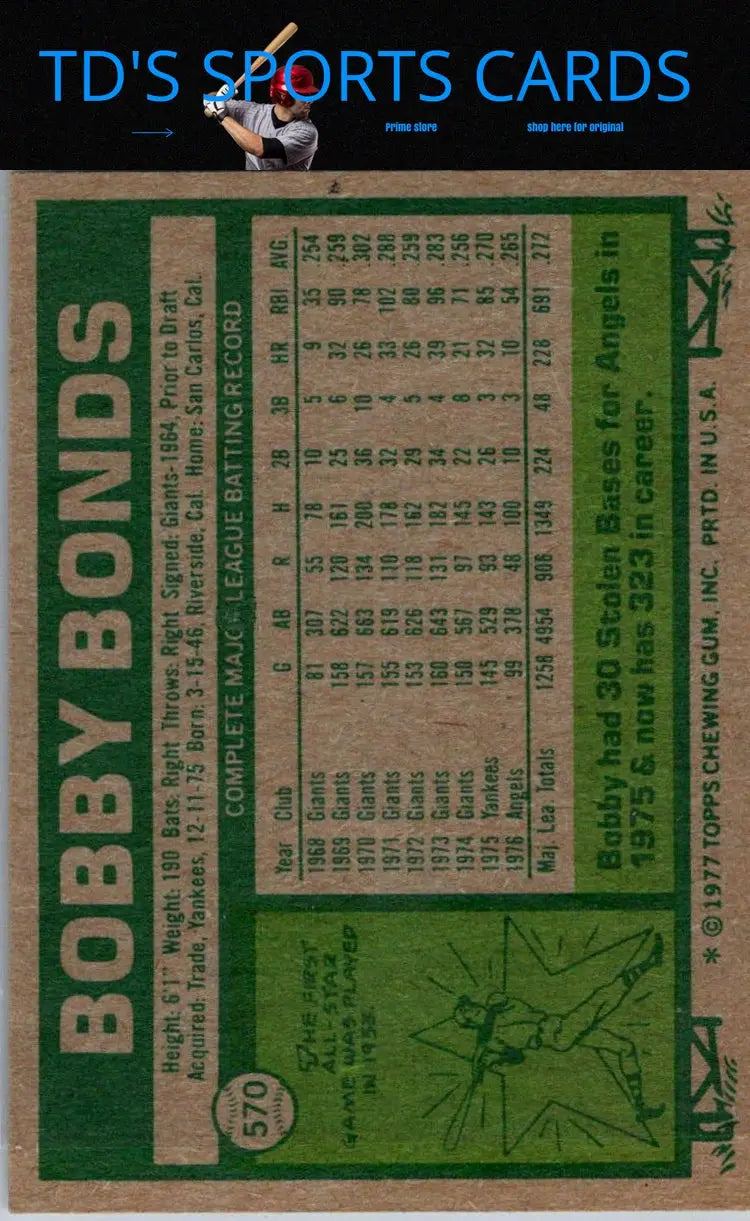 TD'S SPORTS CARDS
Prime store
shop here for original
BOBBY BONDS
Height: 6'1" Weight: 190 Bats: Right Throws: Right Signed: Giants-1964, Prior to Draft
Acquired: Trade, Yankees, 12-11-75 Born: 3-15-46, Riverside, Cal. Home: San Carlos, Cal.
570
THE FIRST
ALL-STAR
GAME WAS PLAYED
IN 1933.
COMPLETE MAJOR LEAGUE BATTING RECORD
Year Club G AB R H 2B 3B HR RBI AVG.
1968 Giants 81 307 55 78 10 5 9 35 .254
1969 Giants 158 622 120 161 25 6 32 90 .259
1970 Giants 157 663 134 200 36 10 26 78 .302
1971 Giants 155 619 110 178 32 4 33 102 .288
1972 Giants 153 626 118 162 29 5 26 80 .259
1973 Giants 160 643 131 182 34 4 39 96 .283
1974 Giants 150 567 97 145 22 8 21 71 .256
1975 Yankees 145 529 93 143 26 3 32 85 .270
1976 Angels 99 378 48 100 10 3 10 54 .265
Maj. Lea. Totals 1258 4954 906 1349 224 48 228 691 .272
Bobby had 30 Stolen Bases for Angels in
1975 & now has 323 in career.
* © 1977 TOPPS CHEWING GUM, INC. PRTD. IN U.S.A.